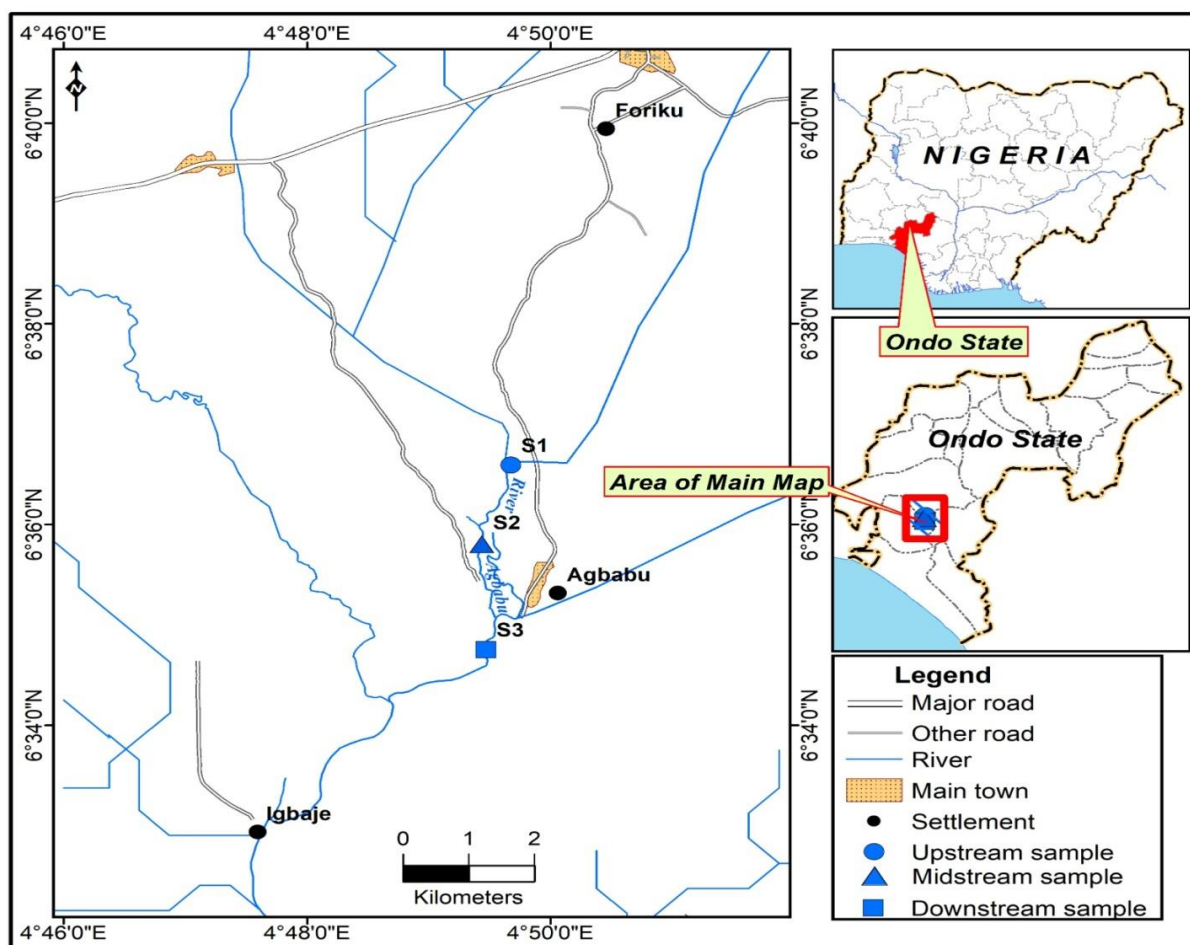 4°46'0"E
4°48'0"E
4°50'0"E
N
6°40'0"N
6°38'0"N
6°36'0"N
6°34'0"N
Foriku
S1
River
S2
Agbabu
Agbabu
S3
Igbaje
0 1 2
Kilometers
6°40'0"N
6°38'0"N
6°36'0"N
6°34'0"N
4°46'0"E
4°48'0"E
4°50'0"E
NIGERIA
Ondo State
Ondo State
Area of Main Map
Legend
Major road
Other road
River
Main town
Settlement
Upstream sample
Midstream sample
Downstream sample